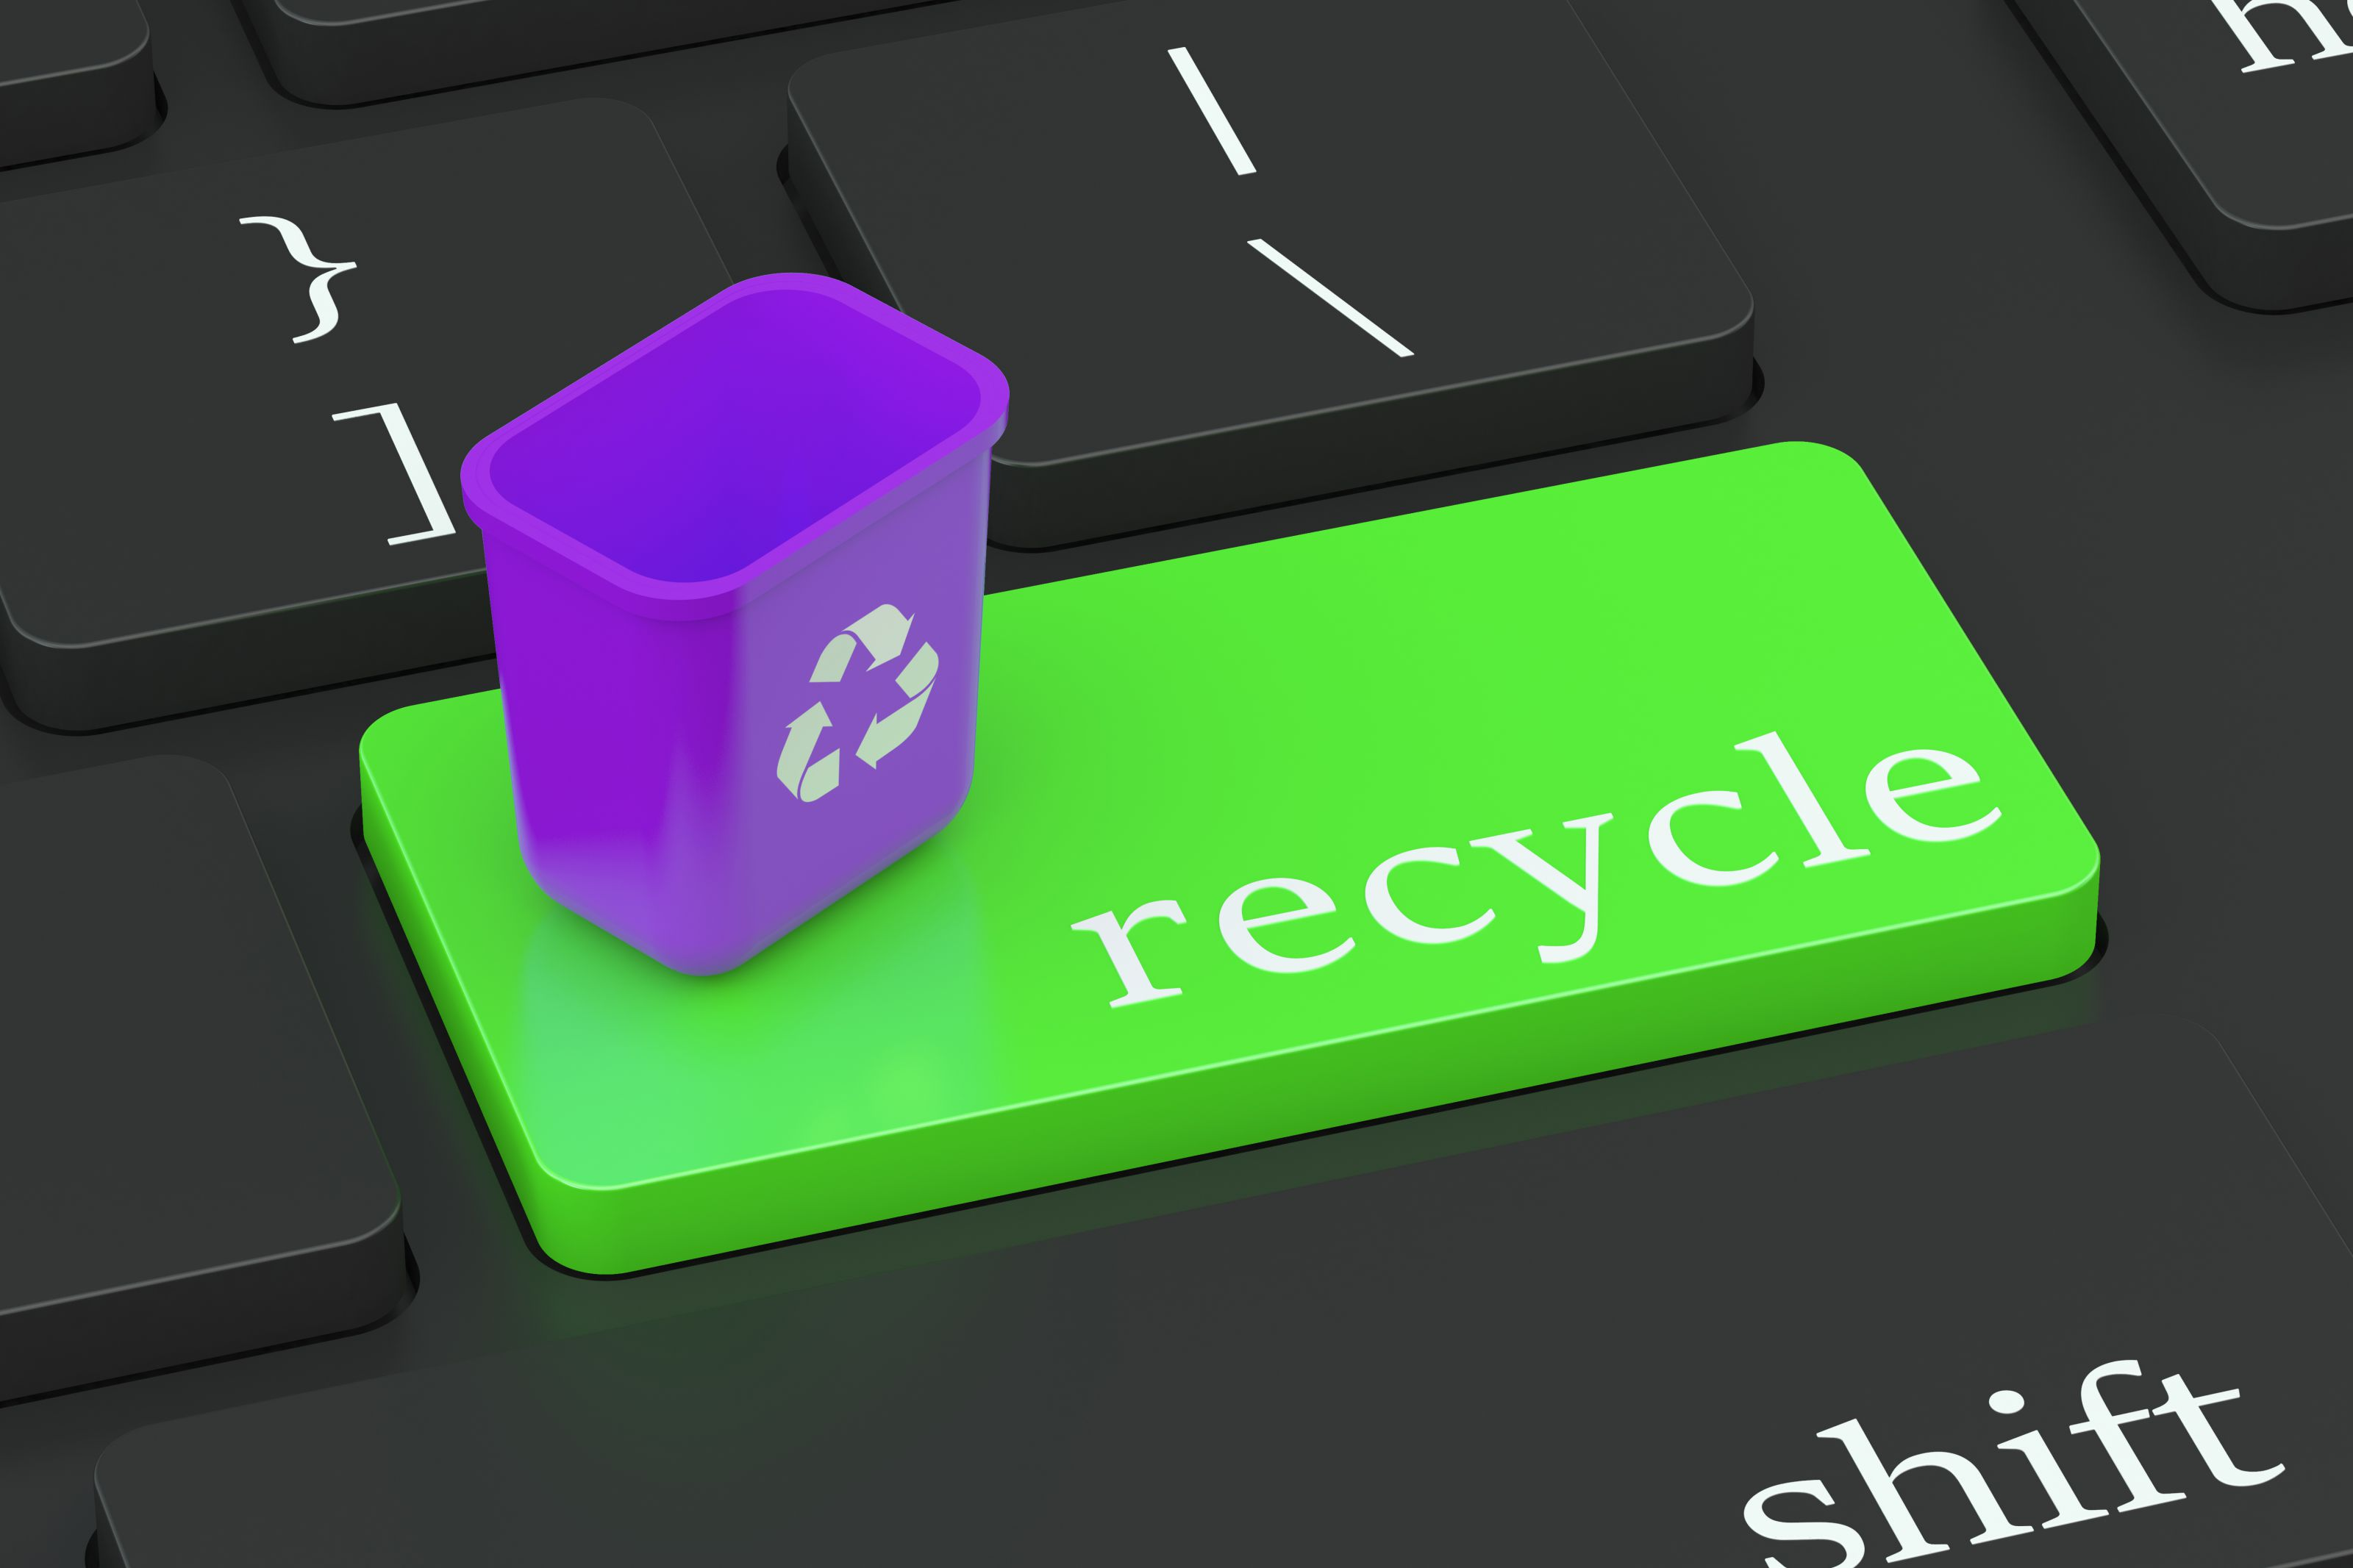 |
\
}
]
recycle
shift